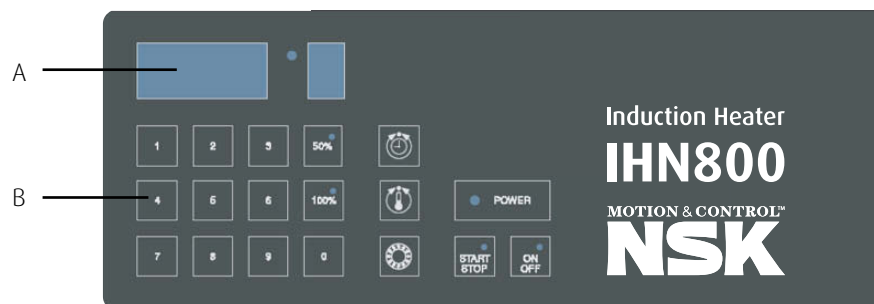 A
1 2 3 50%
B
4 5 6 100% POWER
7 8 9 0 START STOP ON OFF
Induction Heater
IHN800
MOTION & CONTROL™
NSK